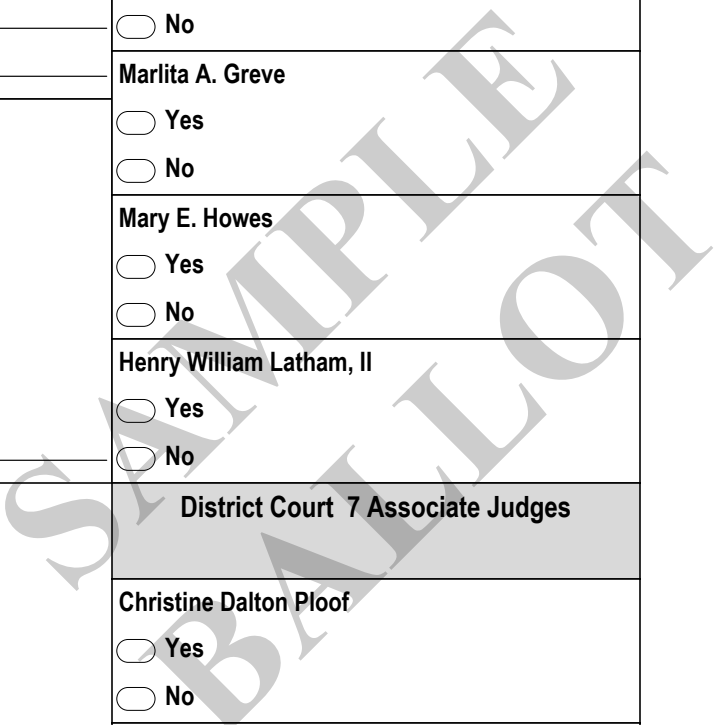 No
Marlita A. Greve
Yes
No
Mary E. Howes
Yes
No
Henry William Latham, II
Yes
No
District Court 7 Associate Judges
Christine Dalton Ploof
Yes
No
SAMPLE
BALLOT